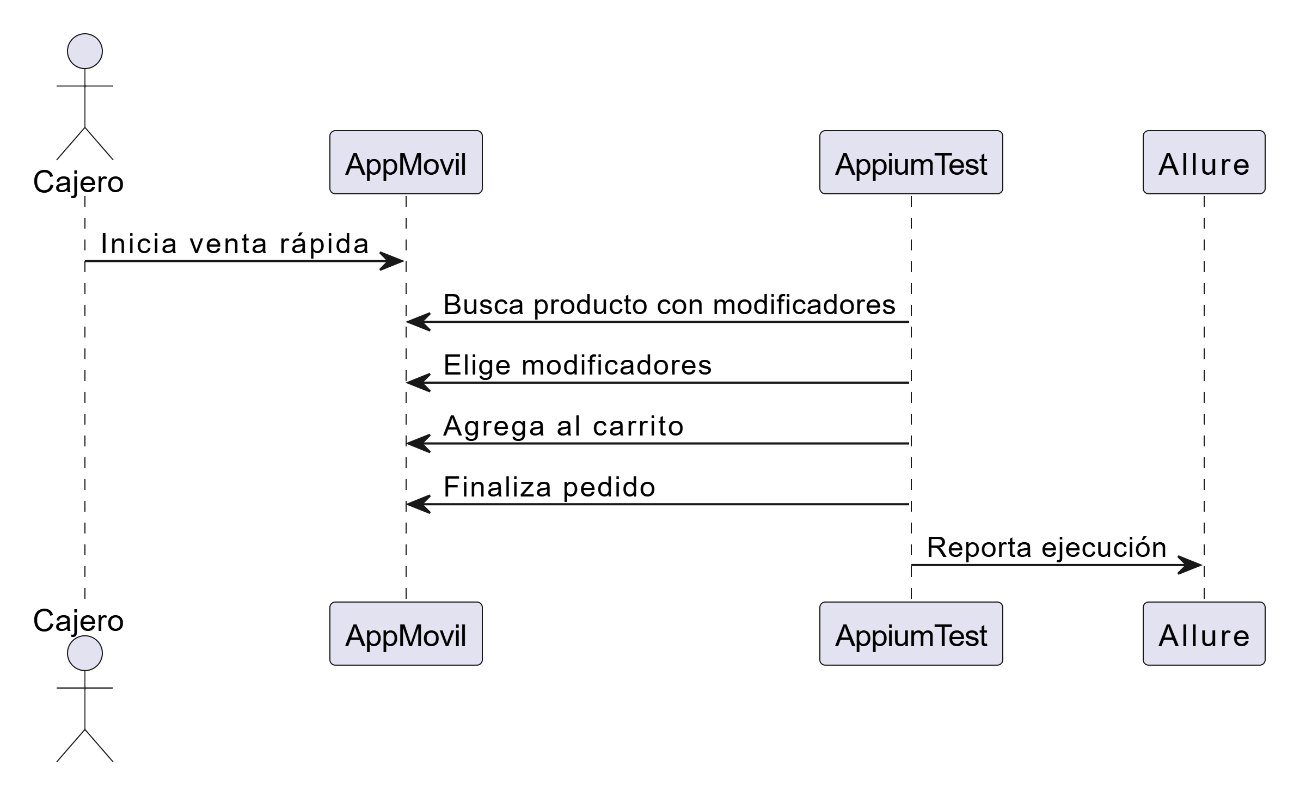 Cajero
AppMovil
AppiumTest
Allure
Inicia venta rápida
Busca producto con modificadores
Elige modificadores
Agrega al carrito
Finaliza pedido
Reporta ejecución
Cajero
AppMovil
AppiumTest
Allure